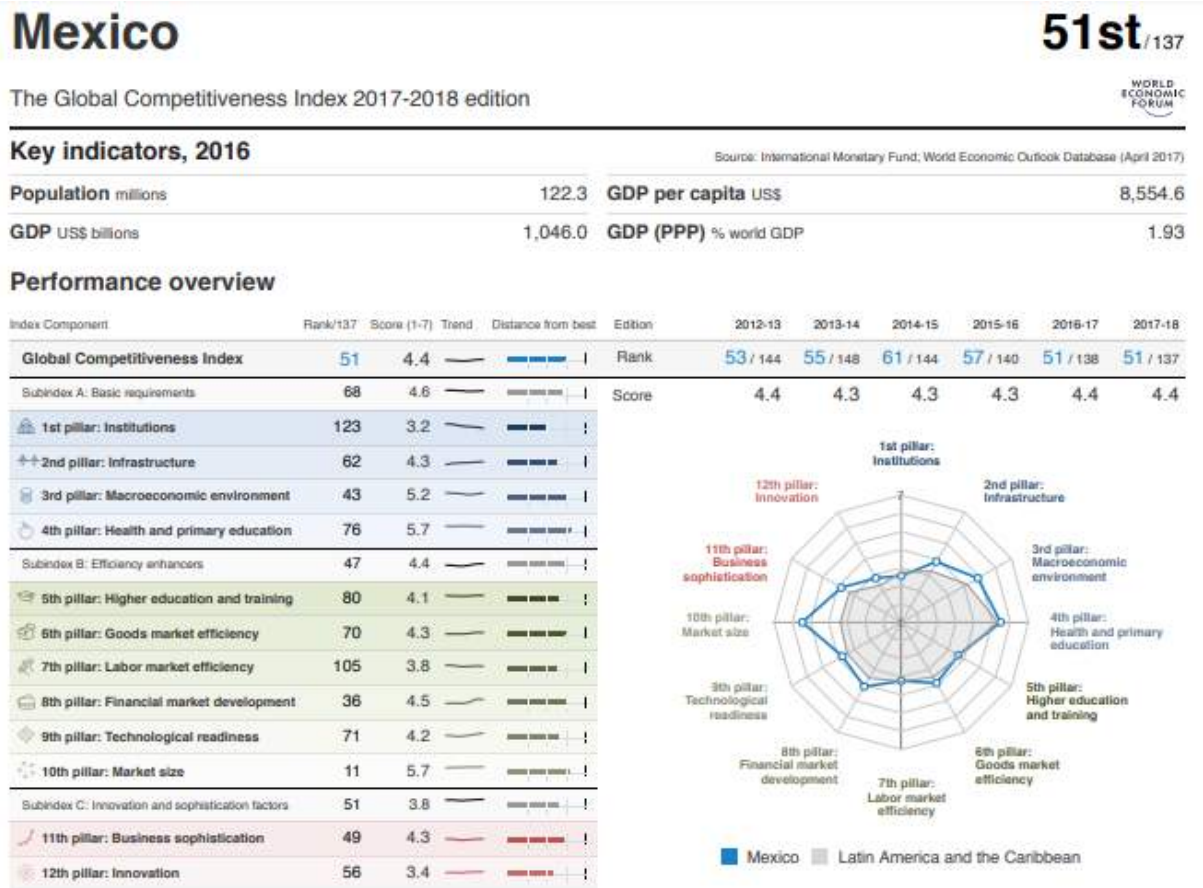 Mexico
51st/137
The Global Competitiveness Index 2017-2018 edition
WORLD
ECONOMIC
FORUM
Key indicators, 2016
Source: International Monetary Fund; World Economic Outlook Database (April 2017)
Population millions 122.3
GDP per capita US$ 8,554.6
GDP US$ billions 1,046.0
GDP (PPP) % world GDP 1.93
Performance overview
Index Component Rank/137 Score (1-7) Trend Distance from best
Global Competitiveness Index 51 4.4
Subindex A: Basic requirements 68 4.6
1st pillar: Institutions 123 3.2
2nd pillar: Infrastructure 62 4.3
3rd pillar: Macroeconomic environment 43 5.2
4th pillar: Health and primary education 76 5.7
Subindex B: Efficiency enhancers 47 4.4
5th pillar: Higher education and training 80 4.1
6th pillar: Goods market efficiency 70 4.3
7th pillar: Labor market efficiency 105 3.8
8th pillar: Financial market development 36 4.5
9th pillar: Technological readiness 71 4.2
10th pillar: Market size 11 5.7
Subindex C: Innovation and sophistication factors 51 3.8
11th pillar: Business sophistication 49 4.3
12th pillar: Innovation 56 3.4
Edition 2012-13 2013-14 2014-15 2015-16 2016-17 2017-18
Rank 53 / 144 55 / 148 61 / 144 57 / 140 51 / 138 51 / 137
Score 4.4 4.3 4.3 4.3 4.4 4.4
1st pillar:
Institutions
7
2nd pillar:
Infrastructure
3rd pillar:
Macroeconomic
environment
4th pillar:
Health and primary
education
5th pillar:
Higher education
and training
6th pillar:
Goods market
efficiency
7th pillar:
Labor market
efficiency
8th pillar:
Financial market
development
9th pillar:
Technological
readiness
10th pillar:
Market size
11th pillar:
Business
sophistication
12th pillar:
Innovation
Mexico
Latin America and the Caribbean